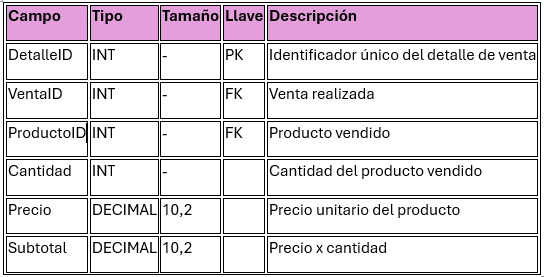 Campo Tipo Tamaño Llave Descripción
DetalleID INT - PK Identificador único del detalle de venta
VentaID INT - FK Venta realizada
ProductoID INT - FK Producto vendido
Cantidad INT - Cantidad del producto vendido
Precio DECIMAL 10,2 Precio unitario del producto
Subtotal DECIMAL 10,2 Precio x cantidad